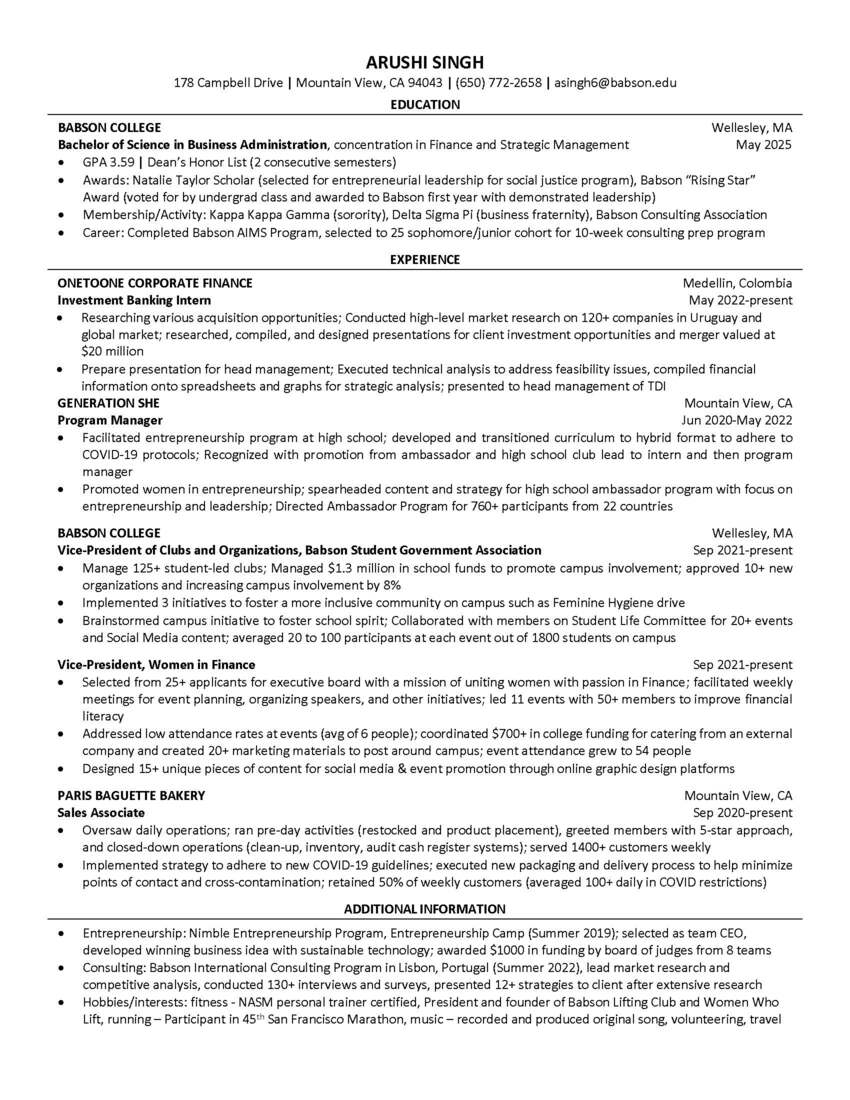 ARUSHI SINGH
178 Campbell Drive | Mountain View, CA 94043 | (650) 772-2658 | asingh6@babson.edu
EDUCATION
BABSON COLLEGE Wellesley, MA
Bachelor of Science in Business Administration, concentration in Finance and Strategic Management May 2025
• GPA 3.59 | Dean's Honor List (2 consecutive semesters)
• Awards: Natalie Taylor Scholar (selected for entrepreneurial leadership for social justice program), Babson "Rising Star"
Award (voted for by undergrad class and awarded to Babson first year with demonstrated leadership)
• Membership/Activity: Kappa Kappa Gamma (sorority), Delta Sigma Pi (business fraternity), Babson Consulting Association
• Career: Completed Babson AIMS Program, selected to 25 sophomore/junior cohort for 10-week consulting prep program
EXPERIENCE
ONETOONE CORPORATE FINANCE Medellin, Colombia
Investment Banking Intern May 2022-present
• Researching various acquisition opportunities; Conducted high-level market research on 120+ companies in Uruguay and
global market; researched, compiled, and designed presentations for client investment opportunities and merger valued at
$20 million
• Prepare presentation for head management; Executed technical analysis to address feasibility issues, compiled financial
information onto spreadsheets and graphs for strategic analysis; presented to head management of TDI
GENERATION SHE Mountain View, CA
Program Manager Jun 2020-May 2022
• Facilitated entrepreneurship program at high school; developed and transitioned curriculum to hybrid format to adhere to
COVID-19 protocols; Recognized with promotion from ambassador and high school club lead to intern and then program
manager
• Promoted women in entrepreneurship; spearheaded content and strategy for high school ambassador program with focus on
entrepreneurship and leadership; Directed Ambassador Program for 760+ participants from 22 countries
BABSON COLLEGE Wellesley, MA
Vice-President of Clubs and Organizations, Babson Student Government Association Sep 2021-present
• Manage 125+ student-led clubs; Managed $1.3 million in school funds to promote campus involvement; approved 10+ new
organizations and increasing campus involvement by 8%
• Implemented 3 initiatives to foster a more inclusive community on campus such as Feminine Hygiene drive
• Brainstormed campus initiative to foster school spirit; Collaborated with members on Student Life Committee for 20+ events
and Social Media content; averaged 20 to 100 participants at each event out of 1800 students on campus
Vice-President, Women in Finance Sep 2021-present
• Selected from 25+ applicants for executive board with a mission of uniting women with passion in Finance; facilitated weekly
meetings for event planning, organizing speakers, and other initiatives; led 11 events with 50+ members to improve financial
literacy
• Addressed low attendance rates at events (avg of 6 people); coordinated $700+ in college funding for catering from an external
company and created 20+ marketing materials to post around campus; event attendance grew to 54 people
• Designed 15+ unique pieces of content for social media & event promotion through online graphic design platforms
PARIS BAGUETTE BAKERY Mountain View, CA
Sales Associate Sep 2020-present
• Oversaw daily operations; ran pre-day activities (restocked and product placement), greeted members with 5-star approach,
and closed-down operations (clean-up, inventory, audit cash register systems); served 1400+ customers weekly
• Implemented strategy to adhere to new COVID-19 guidelines; executed new packaging and delivery process to help minimize
points of contact and cross-contamination; retained 50% of weekly customers (averaged 100+ daily in COVID restrictions)
ADDITIONAL INFORMATION
• Entrepreneurship: Nimble Entrepreneurship Program, Entrepreneurship Camp (Summer 2019); selected as team CEO,
developed winning business idea with sustainable technology; awarded $1000 in funding by board of judges from 8 teams
• Consulting: Babson International Consulting Program in Lisbon, Portugal (Summer 2022), lead market research and
competitive analysis, conducted 130+ interviews and surveys, presented 12+ strategies to client after extensive research
• Hobbies/interests: fitness - NASM personal trainer certified, President and founder of Babson Lifting Club and Women Who
Lift, running – Participant in 45th San Francisco Marathon, music – recorded and produced original song, volunteering, travel